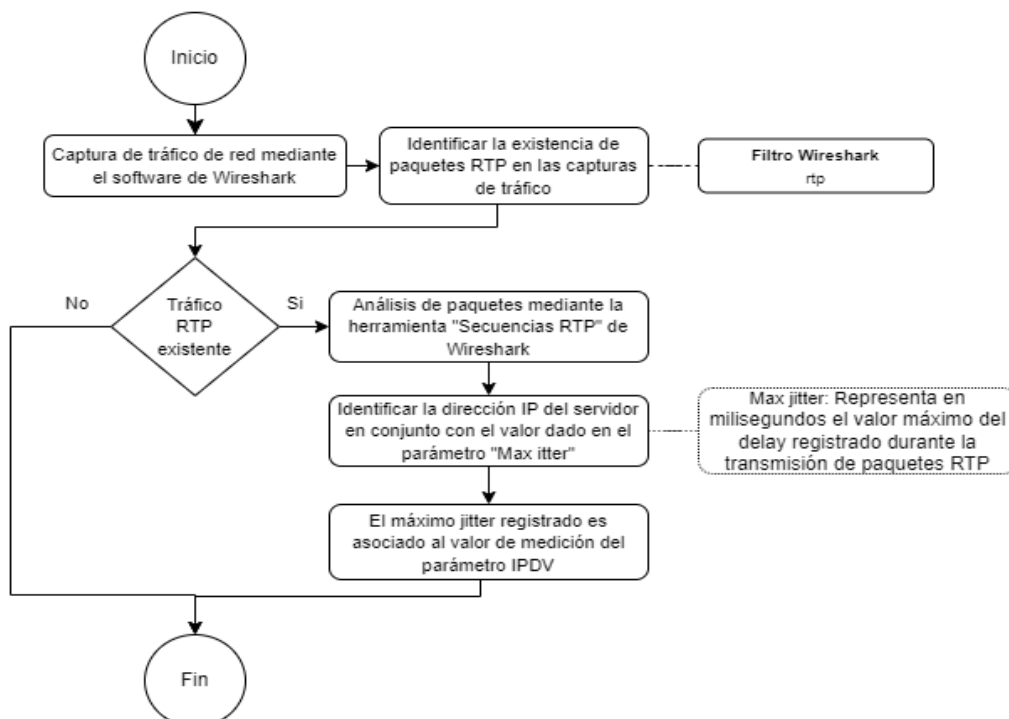 Inicio
Captura de tráfico de red mediante
el software de Wireshark
Identificar la existencia de
paquetes RTP en las capturas
de tráfico
Filtro Wireshark
rtp
No
Tráfico
RTP
existente
Si
Análisis de paquetes mediante la
herramienta "Secuencias RTP" de
Wireshark
Identificar la dirección IP del servidor
en conjunto con el valor dado en el
parámetro "Max itter"
Max jitter: Representa en
milisegundos el valor máximo del
delay registrado durante la
transmisión de paquetes RTP
El máximo jitter registrado es
asociado al valor de medición del
parámetro IPDV
Fin